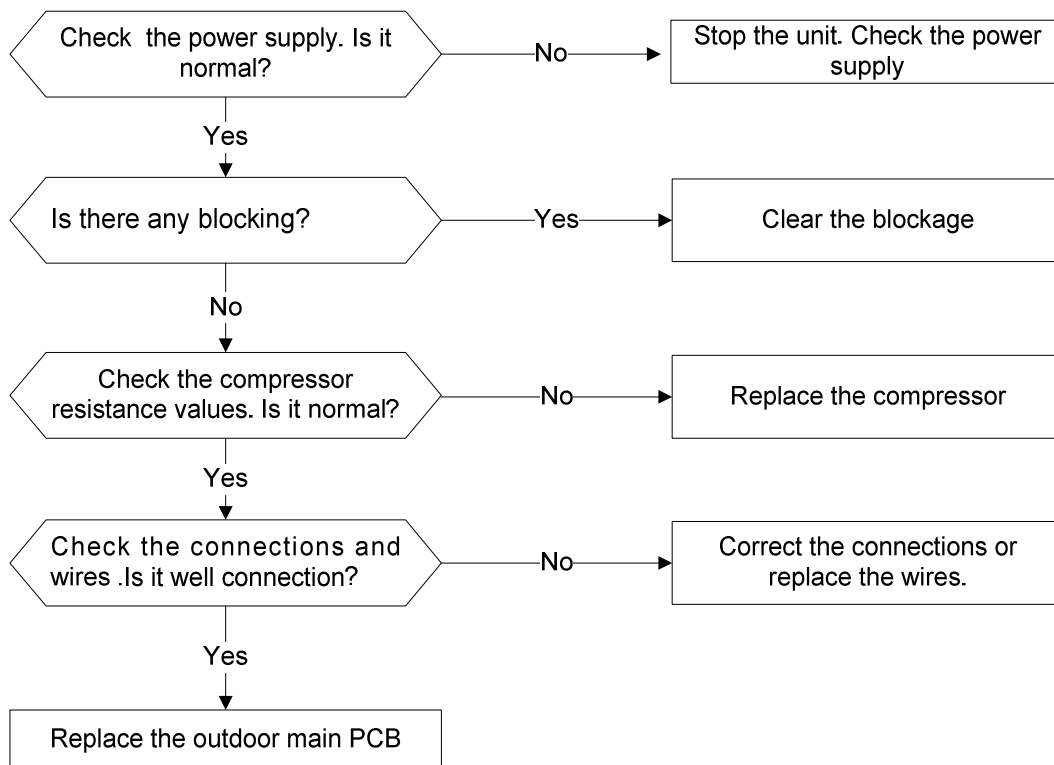 Check the power supply. Is it
normal?
No
Stop the unit. Check the power
supply
Yes
Is there any blocking?
Yes
Clear the blockage
No
Check the compressor
resistance values. Is it normal?
No
Replace the compressor
Yes
Check the connections and
wires .Is it well connection?
No
Correct the connections or
replace the wires.
Yes
Replace the outdoor main PCB